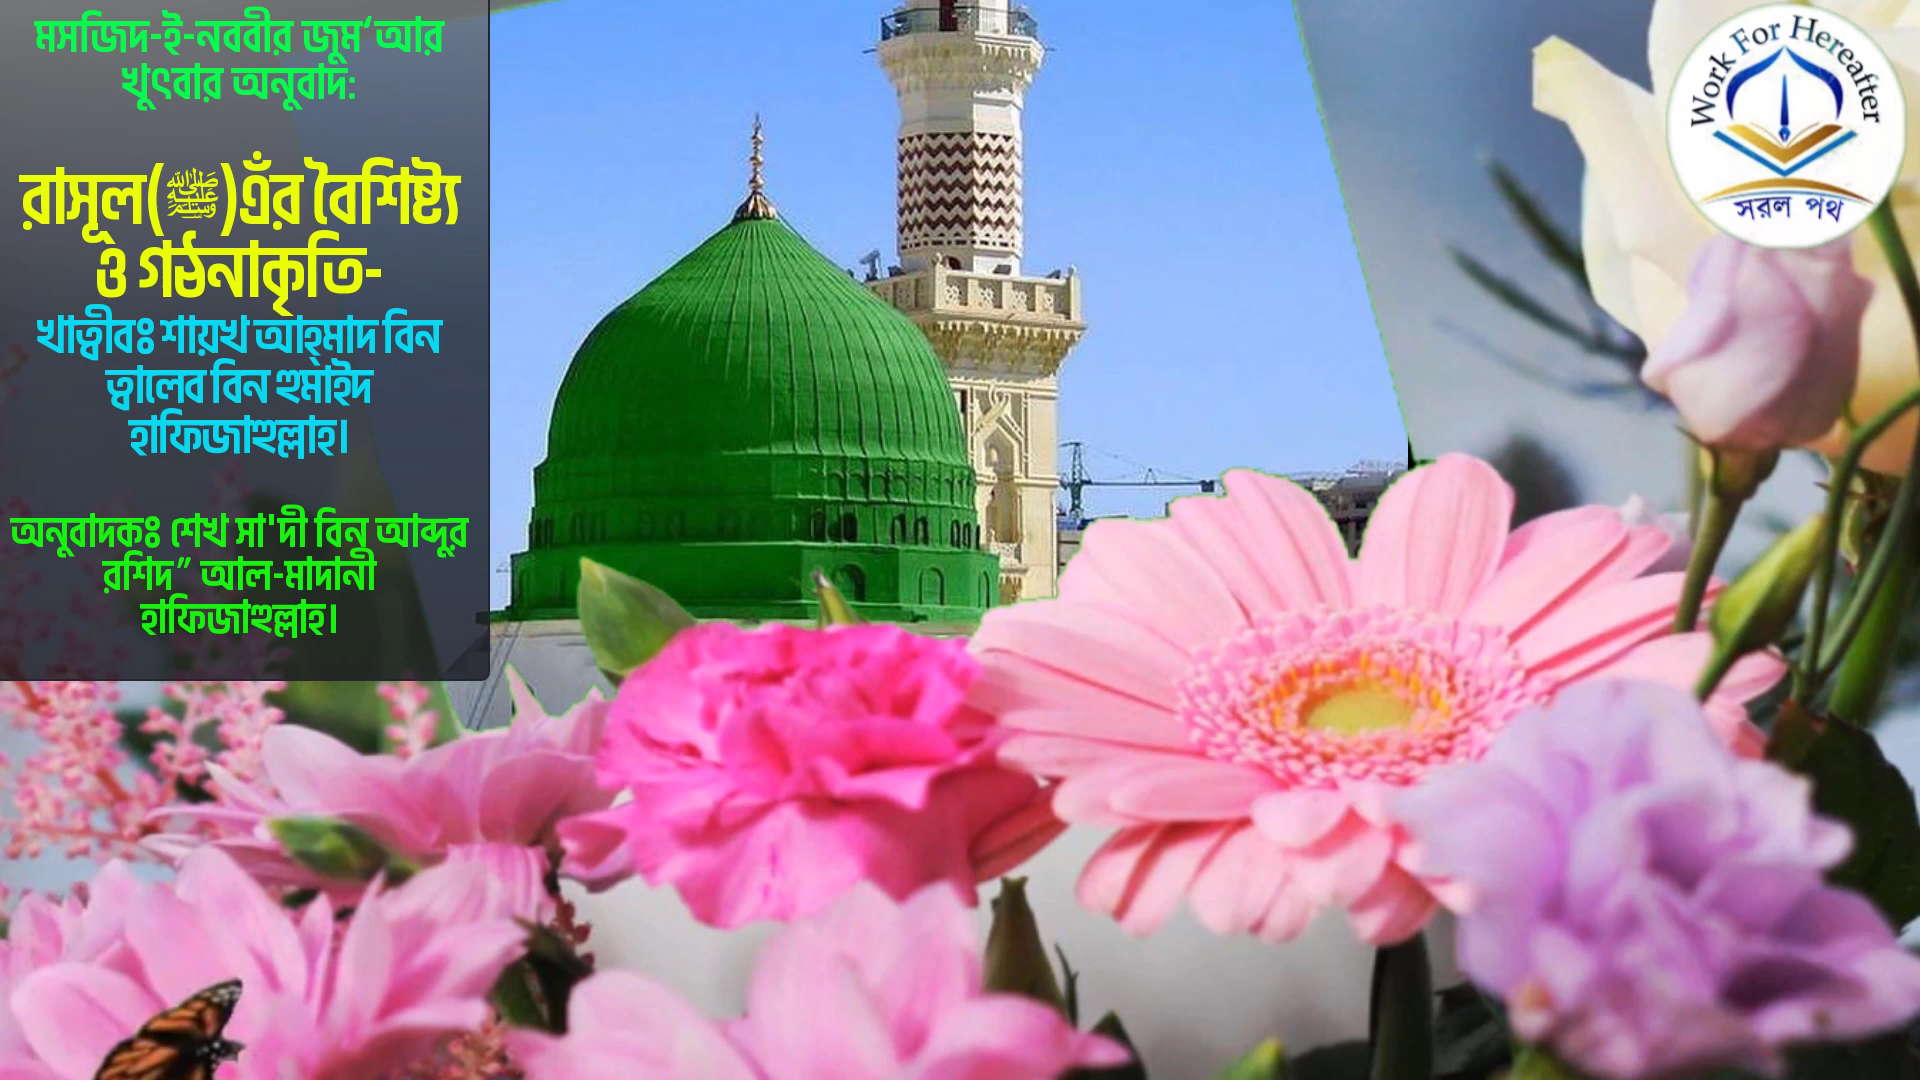 মসজিদ-ই-নববীর জুম‘আর
খুৎবার অনুবাদ:
রাসূল(ﷺ)এঁর বৈশিষ্ট্য
ও গঠনাকৃতি-
খাত্বীবঃ শায়খ আহ্মাদ বিন
ত্বালেব বিন হুমাইদ
হাফিজাহুল্লাহ।
অনুবাদকঃ শেখ সা'দী বিন আব্দুর
রশিদ” আল-মাদানী
হাফিজাহুল্লাহ।
Work For Hereafter
সরল পথ